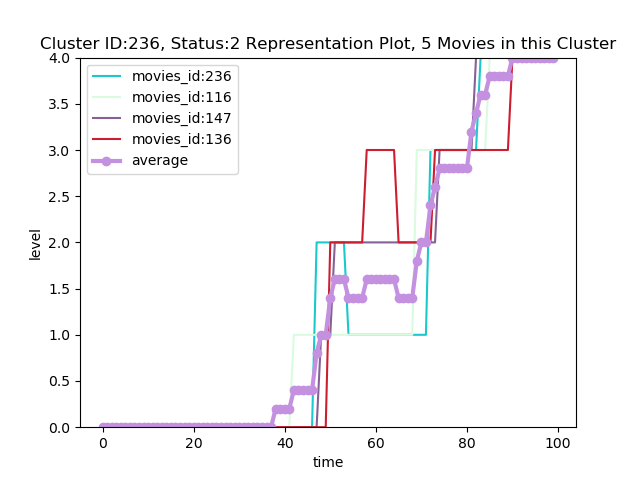 Cluster ID:236, Status:2 Representation Plot, 5 Movies in this Cluster
4.0
3.5
3.0
2.5
2.0
1.5
1.0
0.5
0.0
level
movies_id:236
movies_id:116
movies_id:147
movies_id:136
average
0 20 40 60 80 100
time